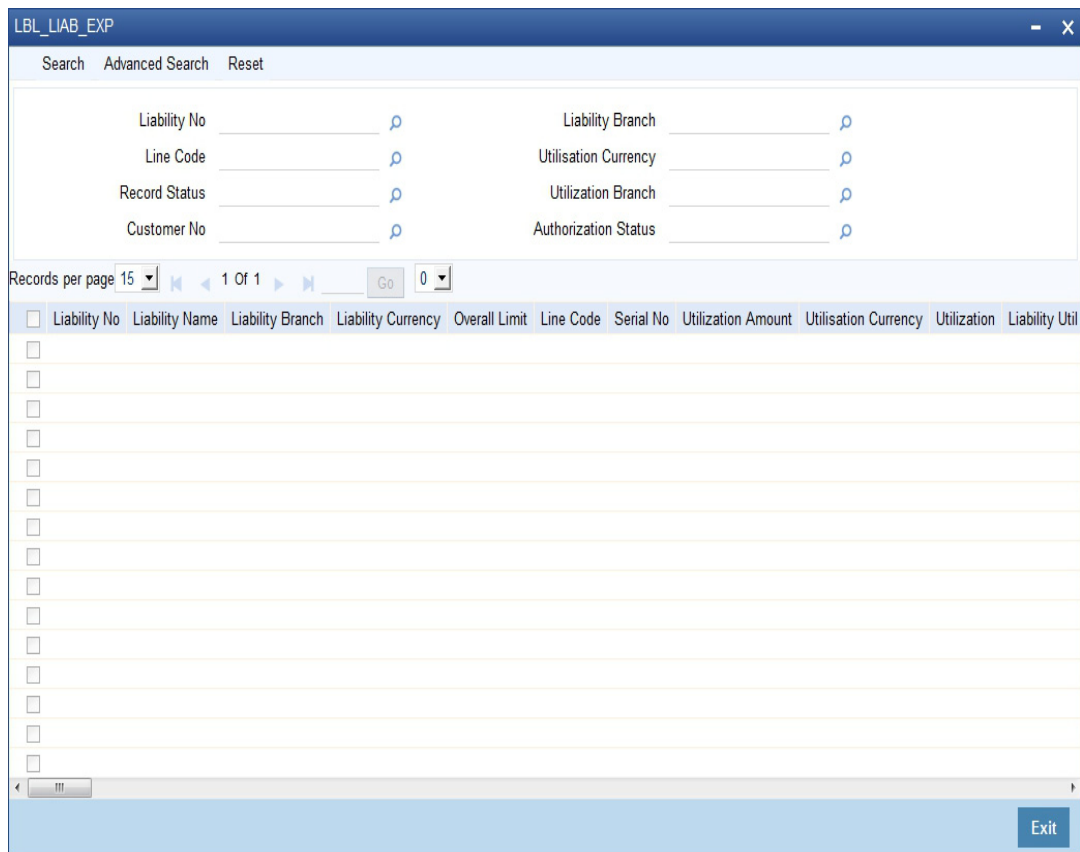 LBL_LIAB_EXP
Search Advanced Search Reset
Liability No Liability Branch
Line Code Utilisation Currency
Record Status Utilization Branch
Customer No Authorization Status
Records per page 15 1 Of 1 Go 0
Liability No Liability Name Liability Branch Liability Currency Overall Limit Line Code Serial No Utilization Amount Utilisation Currency Utilization Liability Util
Exit